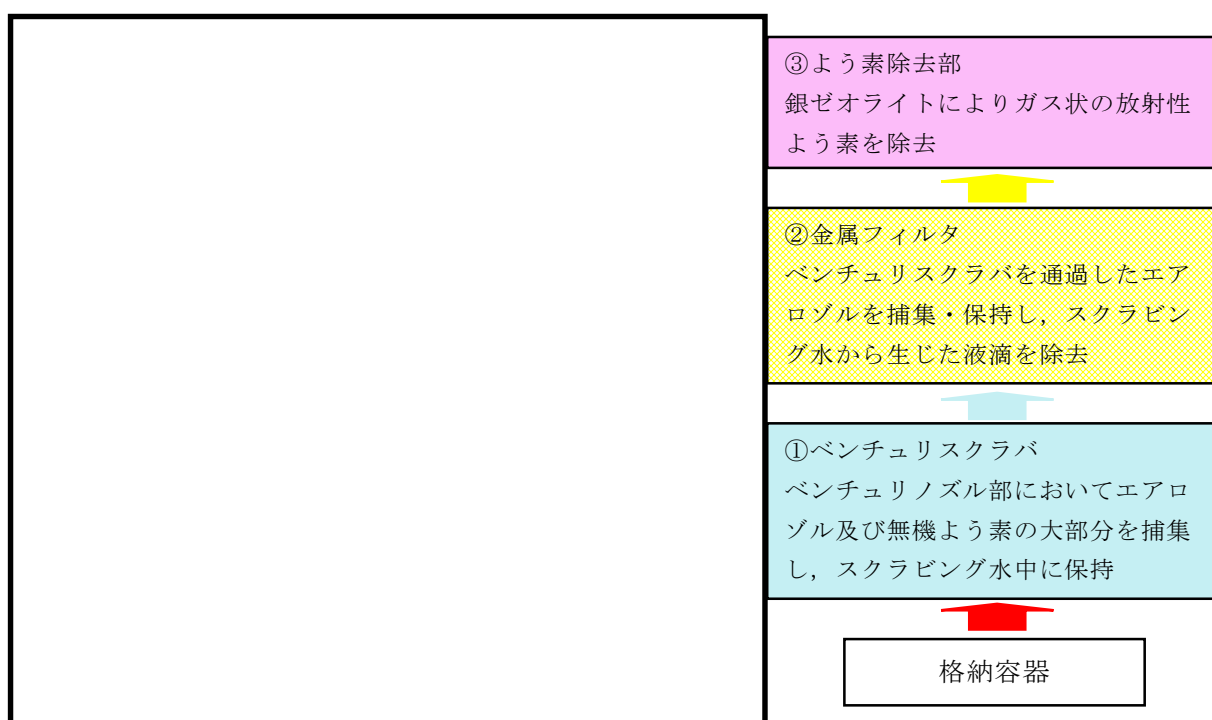 ③よう素除去部
銀ゼオライトによりガス状の放射性
よう素を除去
②金属フィルタ
ベンチュリスクラバを通過したエア
ロゾルを捕集・保持し，スクラビン
グ水から生じた液滴を除去
①ベンチュリスクラバ
ベンチュリノズル部においてエアロ
ゾル及び無機よう素の大部分を捕集
し，スクラビング水中に保持
格納容器